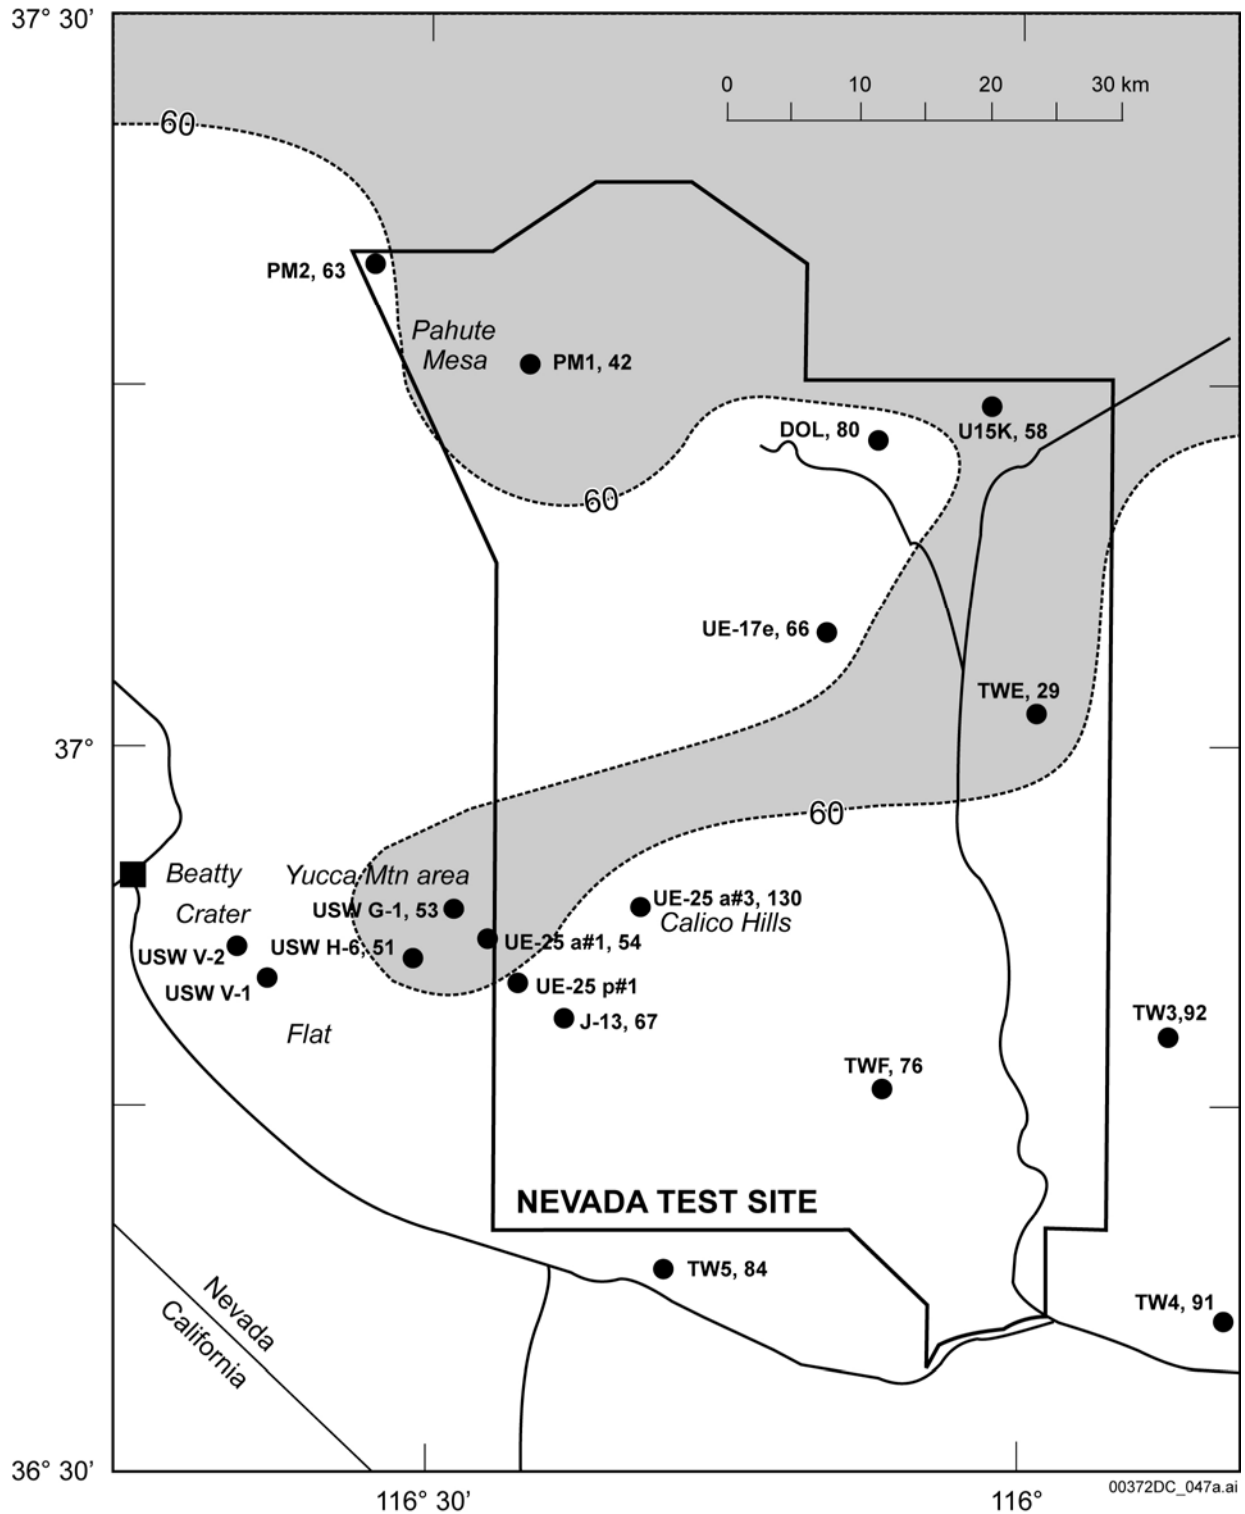 37° 30’
0 10 20 30 km
60
PM2, 63
Pahute
Mesa
PM1, 42
DOL, 80
U15K, 58
60
UE-17e, 66
TWE, 29
37°
60
Beatty
Yucca Mtn area
UE-25 a#3, 130
Crater
USW G-1, 53
Calico Hills
USW V-2
USW H-6, 51
UE-25 a#1, 54
USW V-1
UE-25 p#1
J-13, 67
TW3,92
Flat
TWF, 76
NEVADA TEST SITE
TW5, 84
TW4, 91
Nevada
California
36° 30’
00372DC_047a.ai
116° 30’
116°